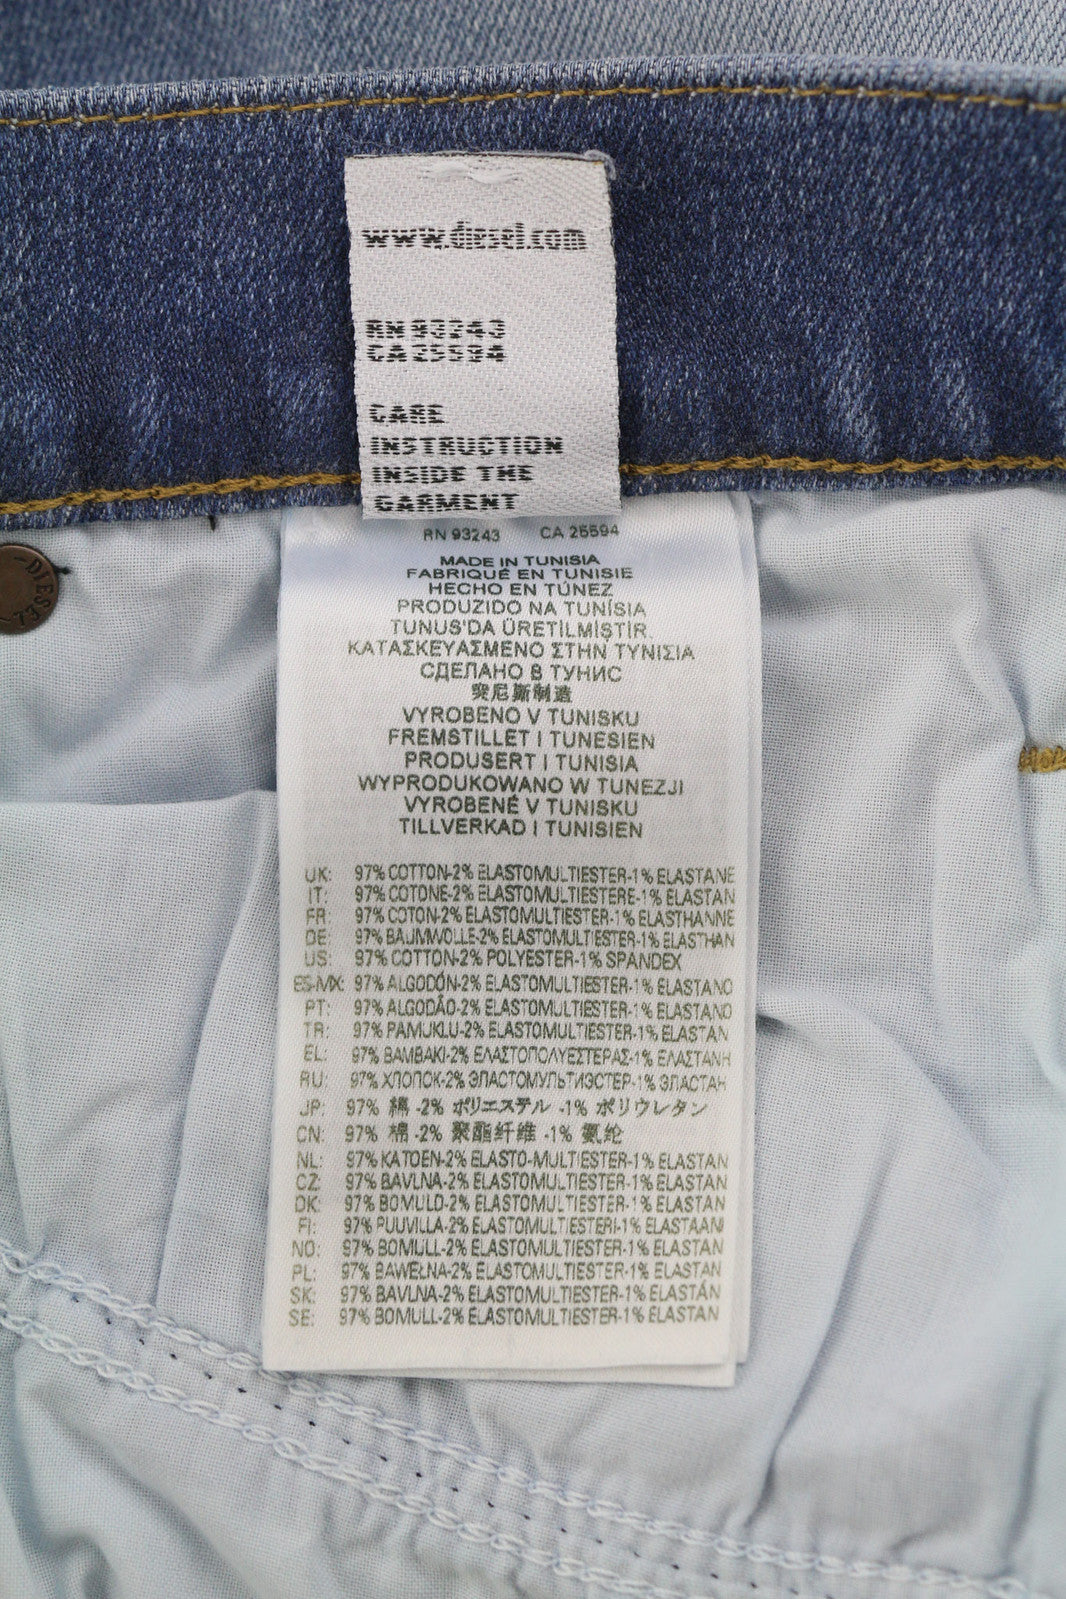 www.diesel.com
RN 93243
CA 25594
CARE
INSTRUCTION
INSIDE THE
GARMENT
RN 93243 CA 25594
DIESEL
MADE IN TUNISIA
FABRIQUÉ EN TUNISIE
HECHO EN TÚNEZ
PRODUZIDO NA TUNÍSIA
TUNUS'DA ÜRETİLMİŞTİR.
ΚΑΤΑΣΚΕΥΑΣΜΕΝΟ ΣΤΗΝ ΤΥΝΙΣΙΑ
СДЕЛАНО В ТУНИС
突尼斯制造
VYROBENO V TUNISKU
FREMSTILLET I TUNESIEN
PRODUSERT I TUNISIA
WYPRODUKOWANO W TUNEZJI
VYROBENÉ V TUNISKU
TILLVERKAD I TUNISIEN
UK: 97% COTTON-2% ELASTOMULTIESTER-1% ELASTANE
IT: 97% COTONE-2% ELASTOMULTIESTERE-1% ELASTAN
FR: 97% COTON-2% ELASTOMULTIESTER-1% ELASTHANNE
DE: 97% BAUMWOLLE-2% ELASTOMULTIESTER-1% ELASTHAN
US: 97% COTTON-2% POLYESTER-1% SPANDEX
ES-MX: 97% ALGODÓN-2% ELASTOMULTIESTER-1% ELASTANO
PT: 97% ALGODÃO-2% ELASTOMULTIESTER-1% ELASTANO
TR: 97% PAMUKLU-2% ELASTOMULTIESTER-1% ELASTAN
EL: 97% ΒΑΜΒΑΚΙ-2% ΕΛΑΣΤΟΠΟΛΥΕΣΤΕΡΑΣ-1% ΕΛΑΣΤΑΝΗ
RU: 97% ХЛОПОК-2% ЭЛАСТОМУЛЬТИЭСТЕР-1% ЭЛАСТАН
JP: 97% 綿 -2% ポリエステル -1% ポリウレタン
CN: 97% 棉 -2% 聚酯纤维 -1% 氨纶
NL: 97% KATOEN-2% ELASTO-MULTIESTER-1% ELASTAN
CZ: 97% BAVLNA-2% ELASTOMULTIESTER-1% ELASTAN
DK: 97% BOMULD-2% ELASTOMULTIESTER-1% ELASTAN
FI: 97% PUUVILLA-2% ELASTOMULTIESTERI-1% ELASTAANI
NO: 97% BOMULL-2% ELASTOMULTIESTER-1% ELASTAN
PL: 97% BAWEŁNA-2% ELASTOMULTIESTER-1% ELASTAN
SK: 97% BAVLNA-2% ELASTOMULTIESTER-1% ELASTÁN
SE: 97% BOMULL-2% ELASTOMULTIESTER-1% ELASTAN